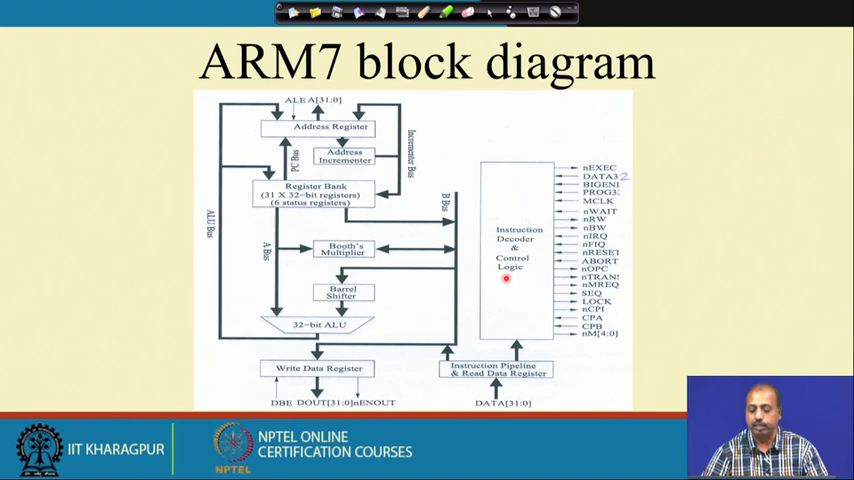 ARM7 block diagram
ALE A[31:0]
Address Register
Address
Incrementer
PC Bus
Incrementer Bus
Register Bank
(31 X 32-bit registers)
(6 status registers)
ALU Bus
A Bus
B Bus
Booth's
Multiplier
Barrel
Shifter
32-bit ALU
Write Data Register
DBE DOUT[31:0] nENOUT
Instruction
Decoder
&
Control
Logic
Instruction Pipeline
& Read Data Register
DATA[31:0]
nEXEC
DATA32
BIGENI
PROG3
MCLK
nWAIT
nRW
nBW
nIRQ
nFIQ
nRESET
ABORT
nOPC
nTRANS
nMREQ
SEQ
LOCK
nCPI
CPA
CPB
nM[4:0]
IIT KHARAGPUR
NPTEL
NPTEL ONLINE
CERTIFICATION COURSES